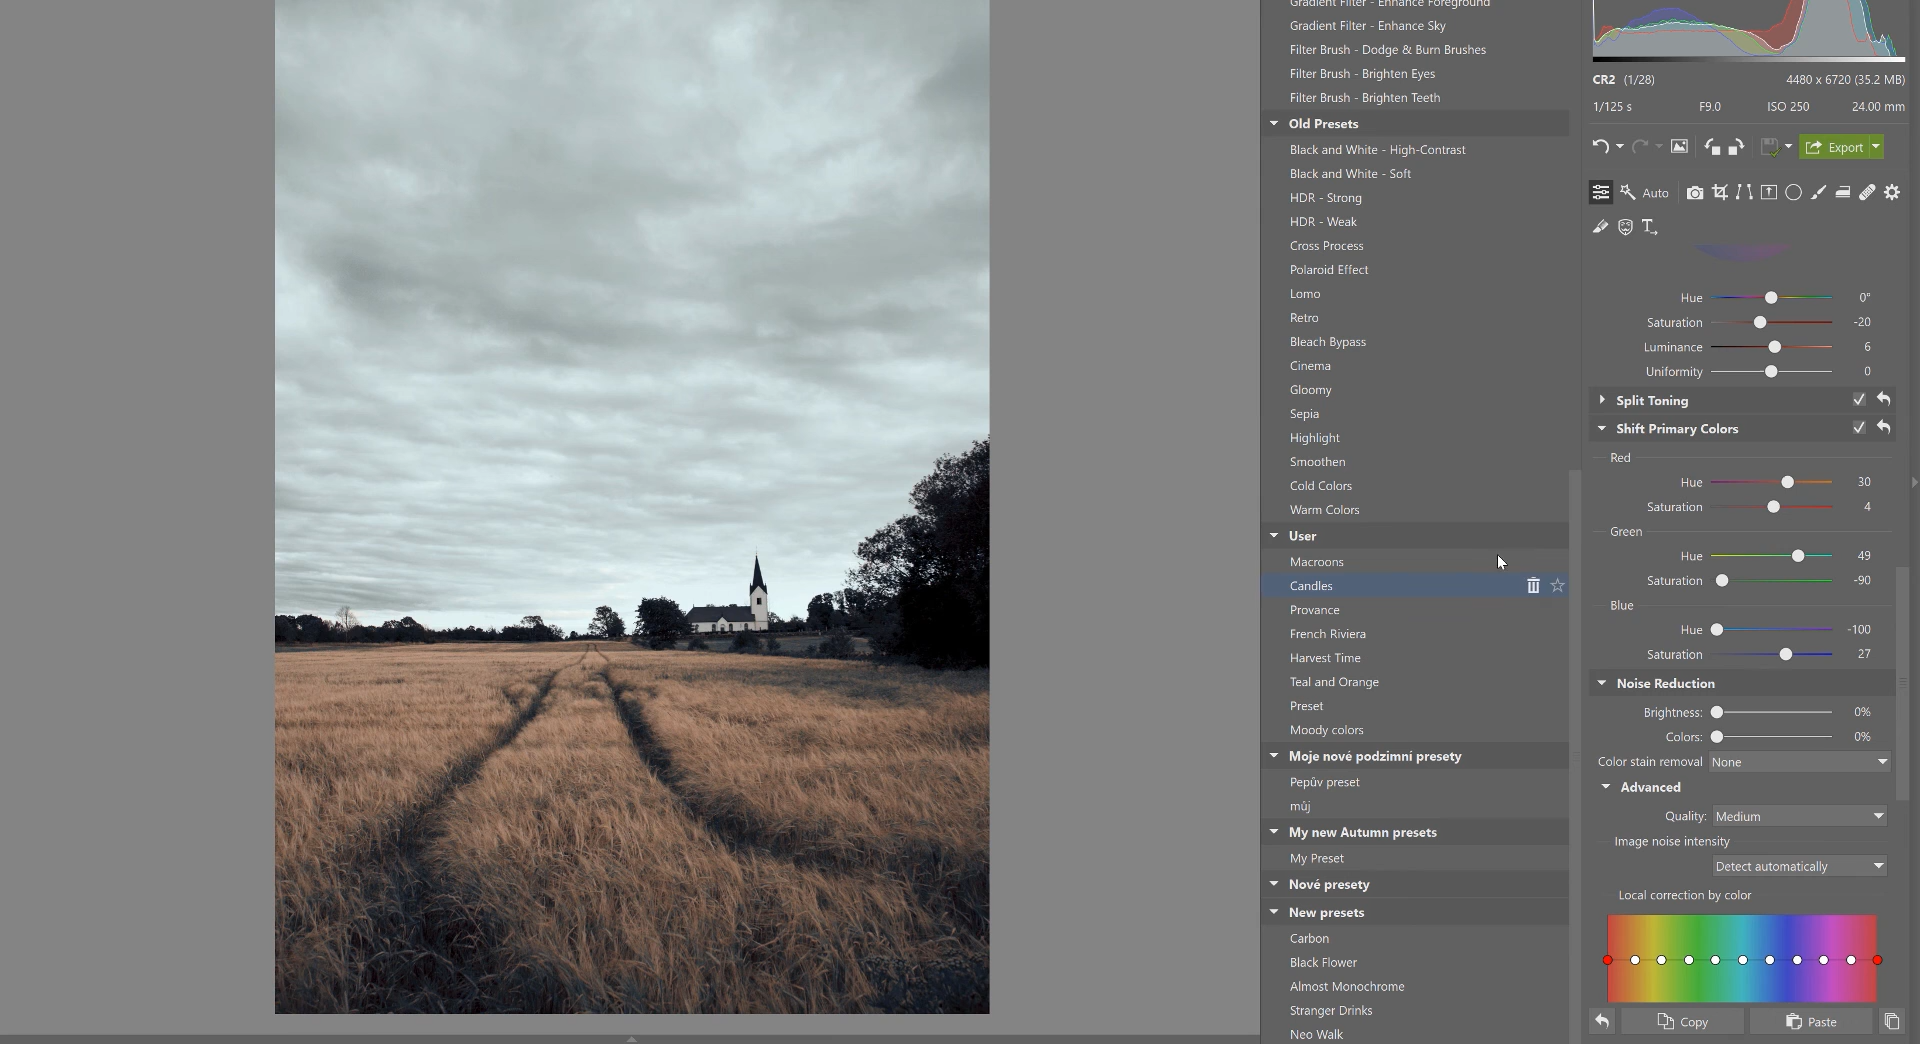 Gradient Filter - Enhance Foreground
Gradient Filter - Enhance Sky
Filter Brush - Dodge & Burn Brushes
Filter Brush - Brighten Eyes
Filter Brush - Brighten Teeth
Old Presets
Black and White - High-Contrast
Black and White - Soft
HDR - Strong
HDR - Weak
Cross Process
Polaroid Effect
Lomo
Retro
Bleach Bypass
Cinema
Gloomy
Sepia
Highlight
Smoothen
Cold Colors
Warm Colors
User
Macroons
Candles
Provance
French Riviera
Harvest Time
Teal and Orange
Preset
Moody colors
Moje nové podzimní presety
Pepův preset
můj
My new Autumn presets
My Preset
Nové presety
New presets
Carbon
Black Flower
Almost Monochrome
Stranger Drinks
Neo Walk
CR2 (1/28) 4480 x 6720 (35.2 MB)
1/125 s F9.0 ISO 250 24.00 mm
Export
Auto
Hue 0°
Saturation -20
Luminance 6
Uniformity 0
Split Toning
Shift Primary Colors
Red
Hue 30
Saturation 4
Green
Hue 49
Saturation -90
Blue
Hue -100
Saturation 27
Noise Reduction
Brightness: 0%
Colors: 0%
Color stain removal None
Advanced
Quality: Medium
Image noise intensity
Detect automatically
Local correction by color
Copy Paste